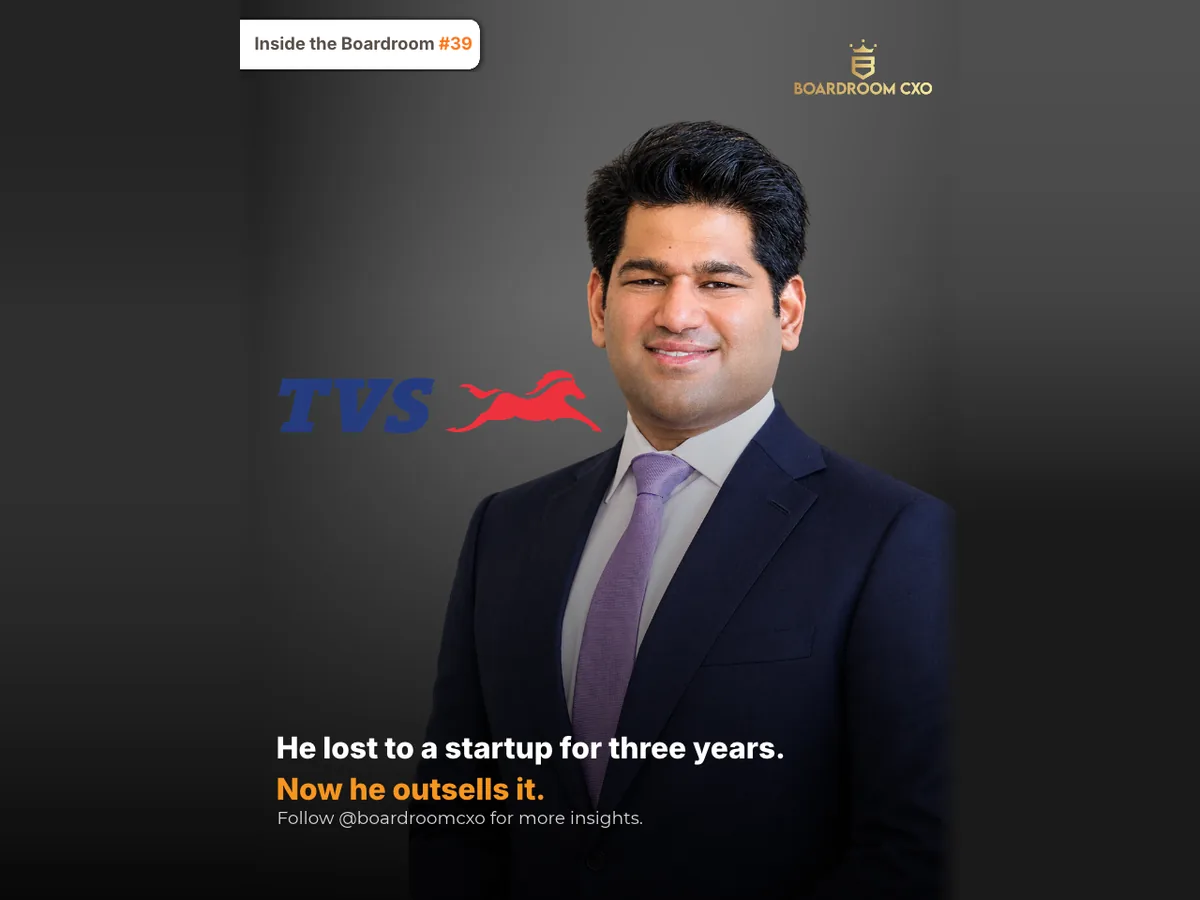 Inside the Boardroom #39
BOARDROOM CXO
TVS
He lost to a startup for three years.
Now he outsells it.
Follow @boardroomcxo for more insights.